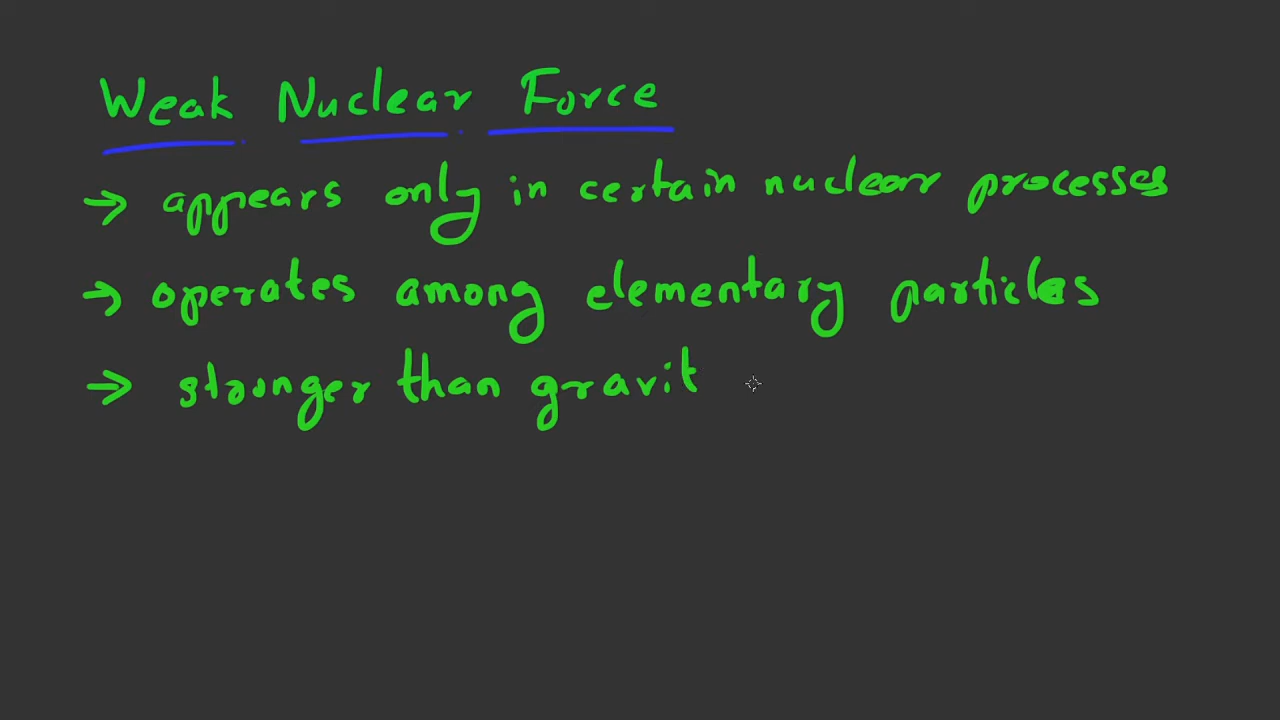 Weak Nuclear Force
→ appears only in certain nuclear processes
→ operates among elementary particles
→ stronger than gravit